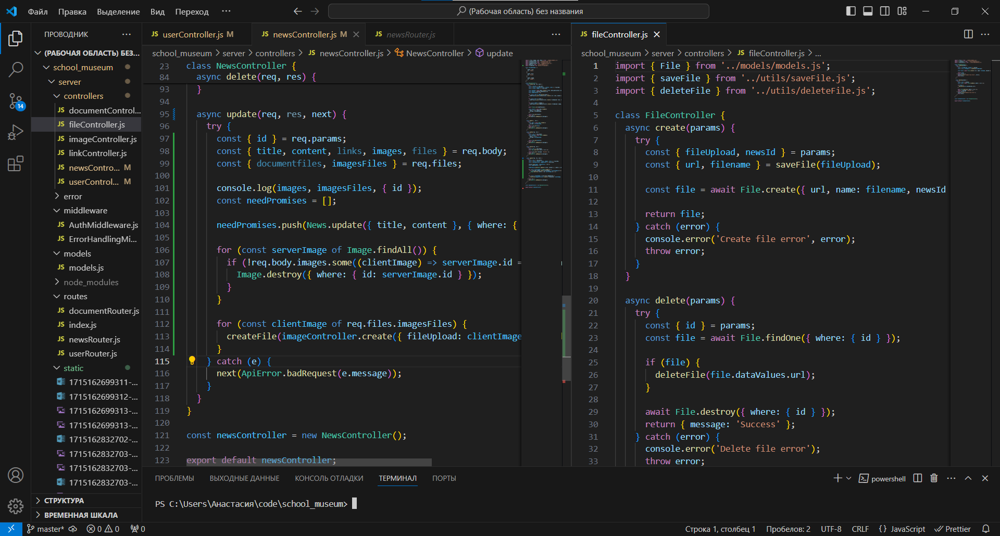 Файл Правка Выделение Вид Переход ···
(Рабочая область) без названия
ПРОВОДНИК ···
(РАБОЧАЯ ОБЛАСТЬ) БЕЗ...
school_museum
server
controllers
JS documentControl...
JS fileController.js
JS imageController.js
JS linkController.js
JS newsContro... M
JS userControl... M
error
middleware
JS AuthMiddleware.js
JS ErrorHandlingMi...
models
JS models.js
node_modules
routes
JS documentRouter.js
JS index.js
JS newsRouter.js
JS userRouter.js
static
1715162699311-...
1715162699312-...
1715162699313-...
1715162699313-...
1715162832702-...
1715162832703-...
1715162832703-...
1715162832703-...
СТРУКТУРА
ВРЕМЕННАЯ ШКАЛА
14
JS userController.js M JS newsController.js M JS newsRouter.js ···
school_museum > server > controllers > JS newsController.js > NewsController > update
23 class NewsController {
84 async delete(req, res) {
93 }
94
95 async update(req, res, next) {
96 try {
97 const { id } = req.params;
98 const { title, content, links, images, files } = req.body;
99 const { documentfiles, imagesFiles } = req.files;
100
101 console.log(images, imagesFiles, { id });
102 const needPromises = [];
103
104 needPromises.push(News.update({ title, content }, { where: {
105
106 for (const serverImage of Image.findAll()) {
107 if (!req.body.images.some((clientImage) => serverImage.id =
108 Image.destroy({ where: { id: serverImage.id } });
109 }
110 }
111
112 for (const clientImage of req.files.imagesFiles) {
113 createFile(imageController.create({ fileUpload: clientImage
114 }
115 } catch (e) {
116 next(ApiError.badRequest(e.message));
117 }
118 }
119 }
120
121 const newsController = new NewsController();
122
123 export default newsController;
JS fileController.js ···
school_museum > server > controllers > JS fileController.js > ...
1 import { File } from '../models/models.js';
2 import { saveFile } from '../utils/saveFile.js';
3 import { deleteFile } from '../utils/deleteFile.js';
4
5 class FileController {
6 async create(params) {
7 try {
8 const { fileUpload, newsId } = params;
9 const { url, filename } = saveFile(fileUpload);
10
11 const file = await File.create({ url, name: filename, newsId
12
13 return file;
14 } catch (error) {
15 console.error('Create file error', error);
16 throw error;
17 }
18 }
19
20 async delete(params) {
21 try {
22 const { id } = params;
23 const file = await File.findOne({ where: { id } });
24
25 if (file) {
26 deleteFile(file.dataValues.url);
27 }
28
29 await File.destroy({ where: { id } });
30 return { message: 'Success' };
31 } catch (error) {
32 console.error('Delete file error');
33 throw error;
ПРОБЛЕМЫ ВЫХОДНЫЕ ДАННЫЕ КОНСОЛЬ ОТЛАДКИ ТЕРМИНАЛ ПОРТЫ
powershell ···
PS C:\Users\Анастасия\code\school_museum>
master* 0 0 0
Строка 1, столбец 1 Пробелов: 2 UTF-8 CRLF {} JavaScript Prettier